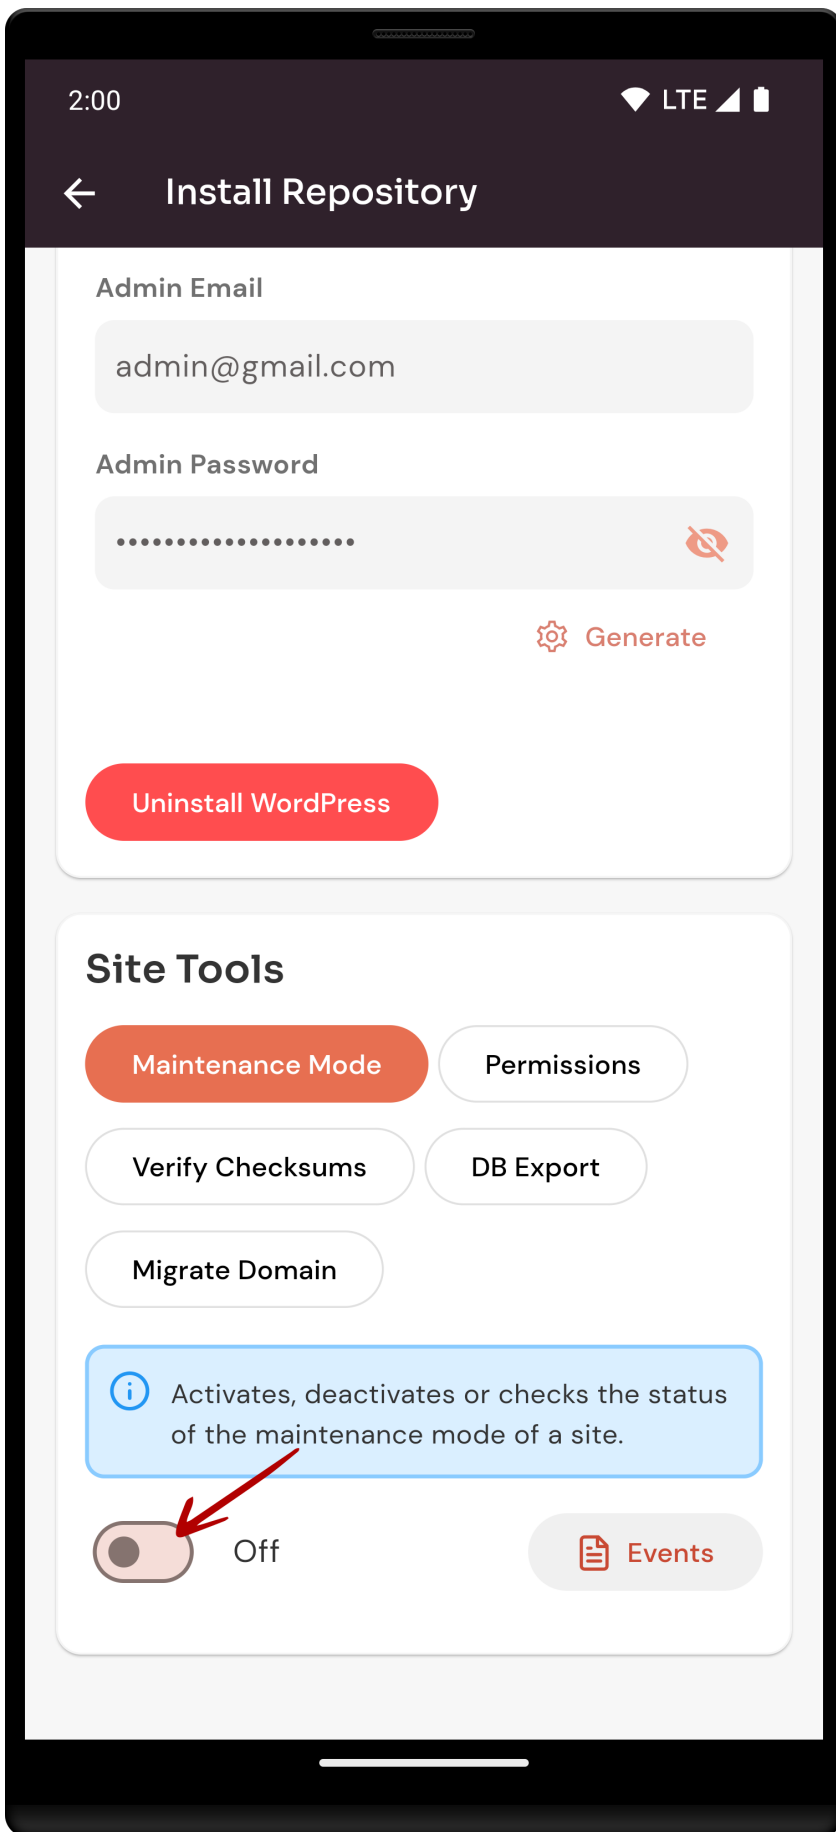 2:00 LTE
Install Repository
Admin Email
admin@gmail.com
Admin Password
•••••••••••••••••••
Generate
Uninstall WordPress
Site Tools
Maintenance Mode Permissions
Verify Checksums DB Export
Migrate Domain
Activates, deactivates or checks the status
of the maintenance mode of a site.
Off Events